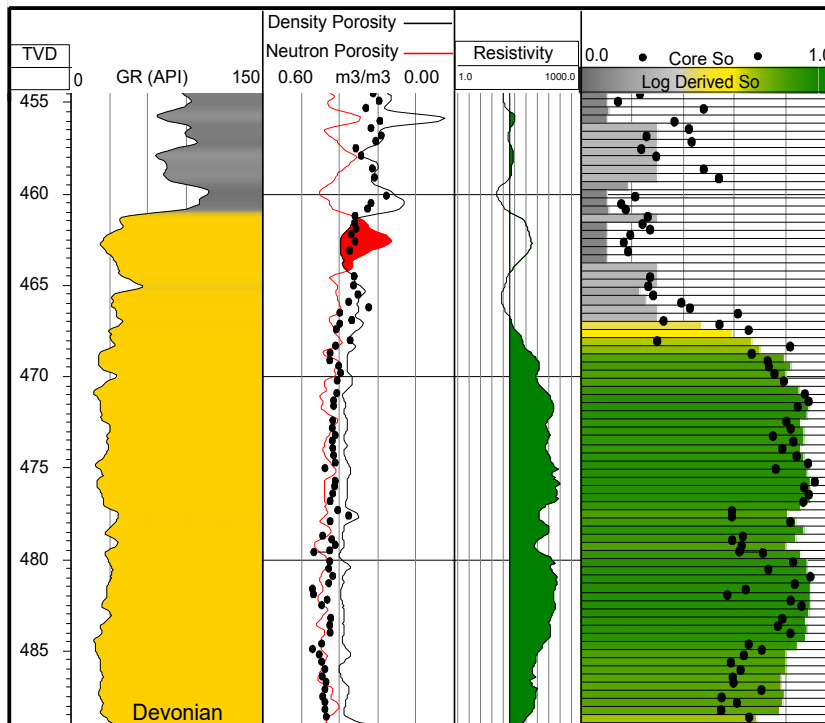 Density Porosity
TVD
0 GR (API) 150
Neutron Porosity
0.60 m3/m3 0.00
Resistivity
1.0 1000.0
0.0 Core So 1.0
Log Derived So
455
460
465
470
475
480
485
Devonian